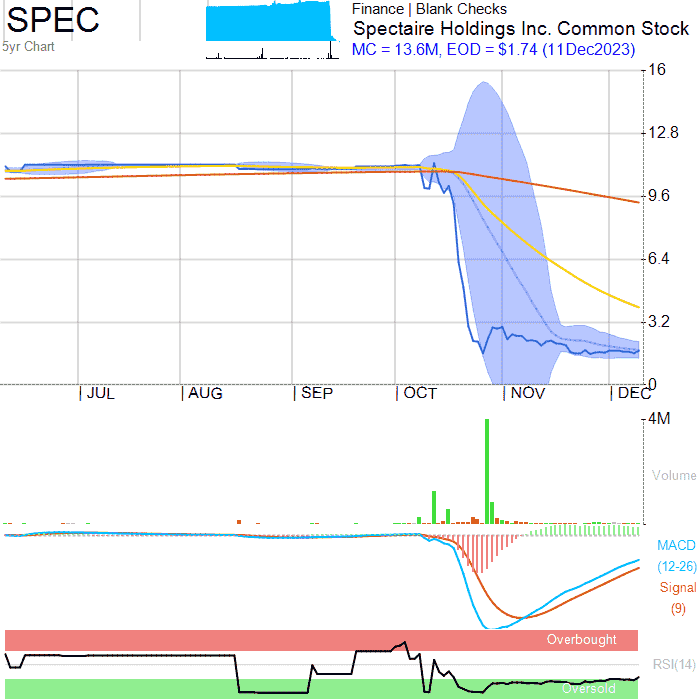 SPEC
5yr Chart
Finance | Blank Checks
Spectaire Holdings Inc. Common Stock
MC = 13.6M, EOD = $1.74 (11Dec2023)
16
12.8
9.6
6.4
3.2
0
JUL
AUG
SEP
OCT
NOV
DEC
4M
Volume
MACD
(12-26)
Signal
(9)
Overbought
RSI(14)
Oversold